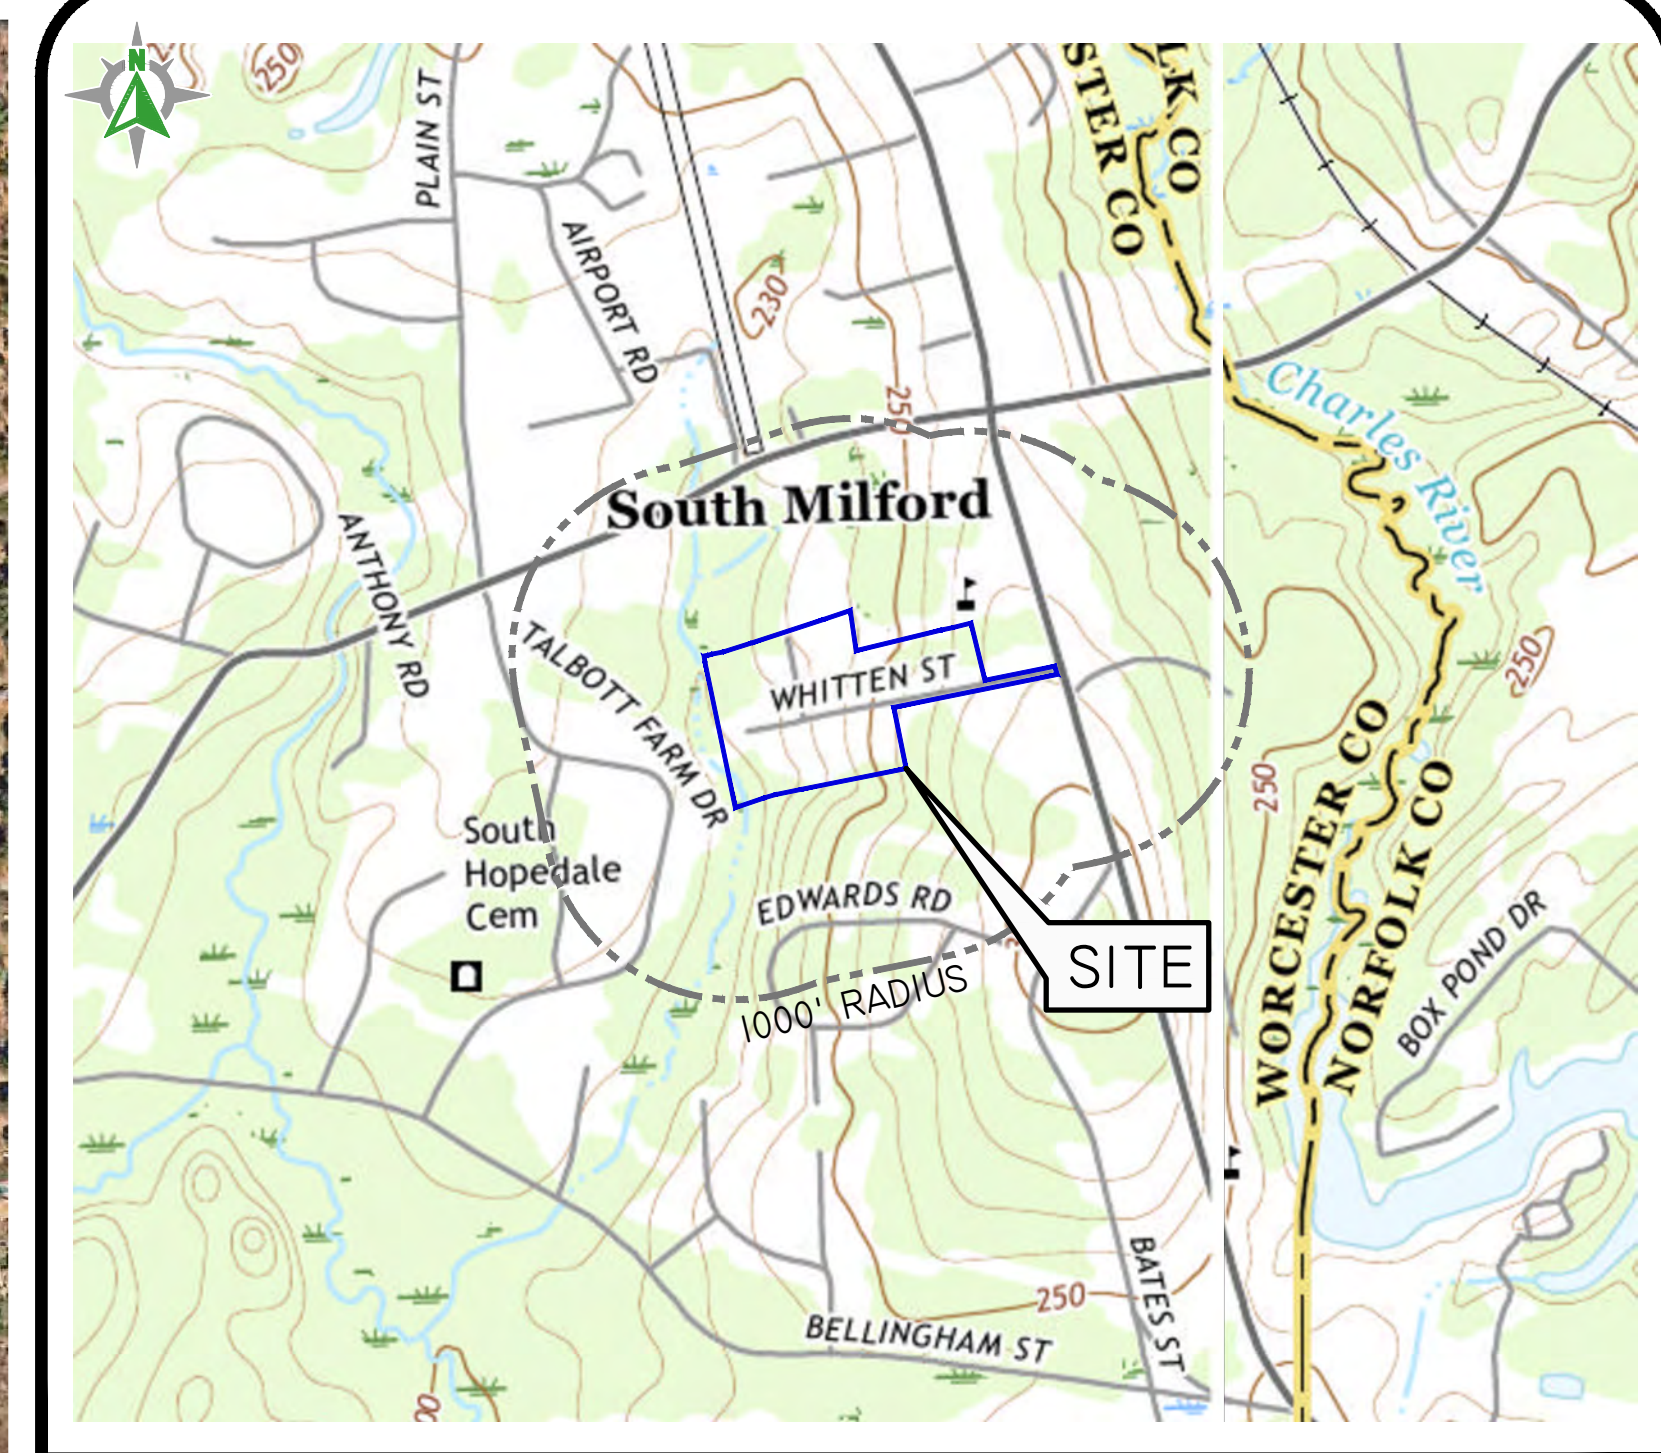 N
250
PLAIN ST
STER CO
LK CO
AIRPORT RD
230
250
Charles River
South Milford
ANTHONY RD
TALBOTT FARM DR
WHITTEN ST
250
WORCESTER CO
NORFOLK CO
250
South
Hopedale
Cem
EDWARDS RD
SITE
1000' RADIUS
BOX POND DR
BATES ST
250
BELLINGHAM ST
00